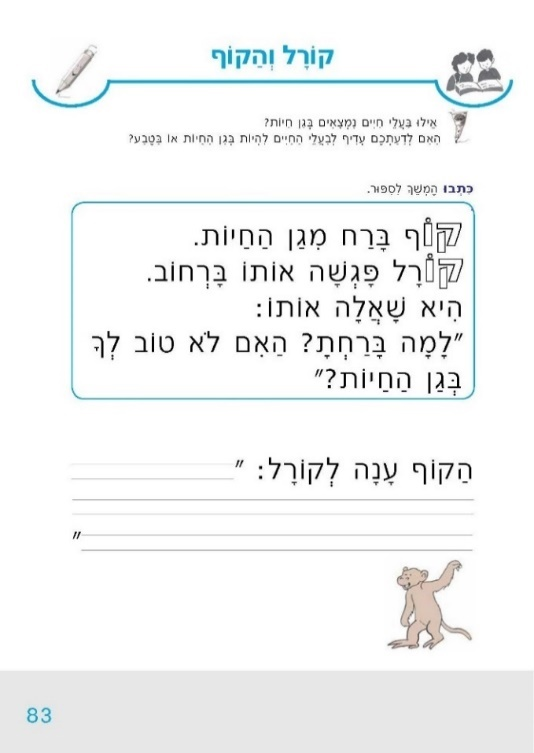 קוֹרָל וְהַקּוֹף
אֵילוּ בַּעֲלֵי חַיִּים נִמְצָאִים בְּגַן חַיּוֹת?
הַאִם לְדַעְתְּכֶם עָדִיף לְבַעֲלֵי הַחַיִּים לִהְיוֹת בְּגַן הַחַיּוֹת אוֹ בַּטֶּבַע?
כִּתְבוּ הֶמְשֵׁךְ לַסִּפּוּר.
קוֹף בָּרַח מִגַּן הַחַיּוֹת.
קוֹרָל פָּגְשָׁה אוֹתוֹ בָּרְחוֹב.
הִיא שָׁאֲלָה אוֹתוֹ:
"לָמָה בָּרַחְתָּ? הַאִם לֹא טוֹב לְךָ
בְּגַן הַחַיּוֹת?"
הַקּוֹף עָנָה לְקוֹרָל: "
"
83